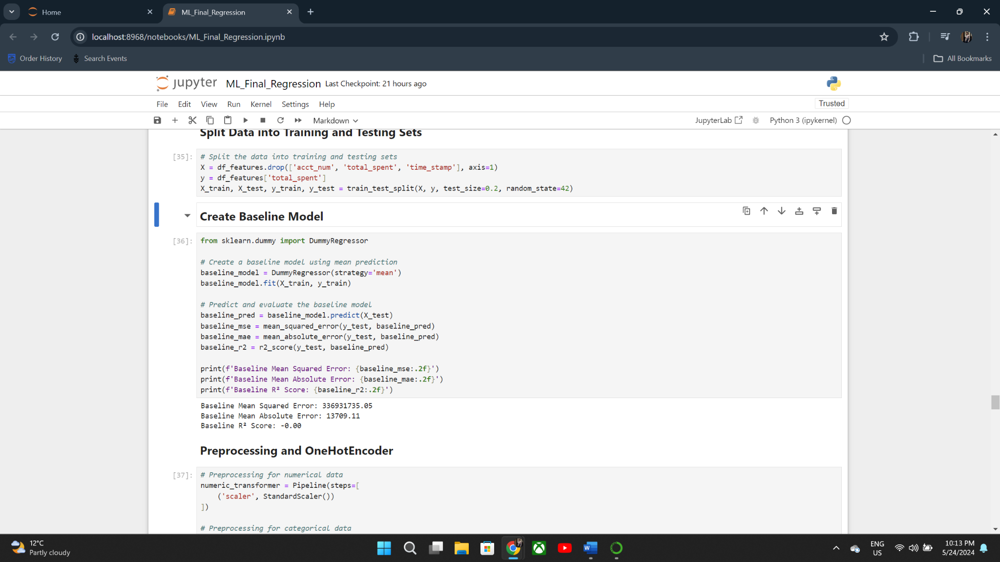 Home
ML_Final_Regression
localhost:8968/notebooks/ML_Final_Regression.ipynb
Order History
Search Events
All Bookmarks
jupyter ML_Final_Regression Last Checkpoint: 21 hours ago
File Edit View Run Kernel Settings Help
Trusted
Markdown
JupyterLab
Python 3 (ipykernel)
Split Data into Training and Testing Sets
[35]:
# Split the data into training and testing sets
X = df_features.drop(['acct_num', 'total_spent', 'time_stamp'], axis=1)
y = df_features['total_spent']
X_train, X_test, y_train, y_test = train_test_split(X, y, test_size=0.2, random_state=42)
Create Baseline Model
[36]:
from sklearn.dummy import DummyRegressor
# Create a baseline model using mean prediction
baseline_model = DummyRegressor(strategy='mean')
baseline_model.fit(X_train, y_train)
# Predict and evaluate the baseline model
baseline_pred = baseline_model.predict(X_test)
baseline_mse = mean_squared_error(y_test, baseline_pred)
baseline_mae = mean_absolute_error(y_test, baseline_pred)
baseline_r2 = r2_score(y_test, baseline_pred)
print(f'Baseline Mean Squared Error: {baseline_mse:.2f}')
print(f'Baseline Mean Absolute Error: {baseline_mae:.2f}')
print(f'Baseline R² Score: {baseline_r2:.2f}')
Baseline Mean Squared Error: 336931735.05
Baseline Mean Absolute Error: 13709.11
Baseline R² Score: -0.00
Preprocessing and OneHotEncoder
[37]:
# Preprocessing for numerical data
numeric_transformer = Pipeline(steps=[
('scaler', StandardScaler())
])
# Preprocessing for categorical data
12°C
Partly cloudy
ENG
US
10:13 PM
5/24/2024